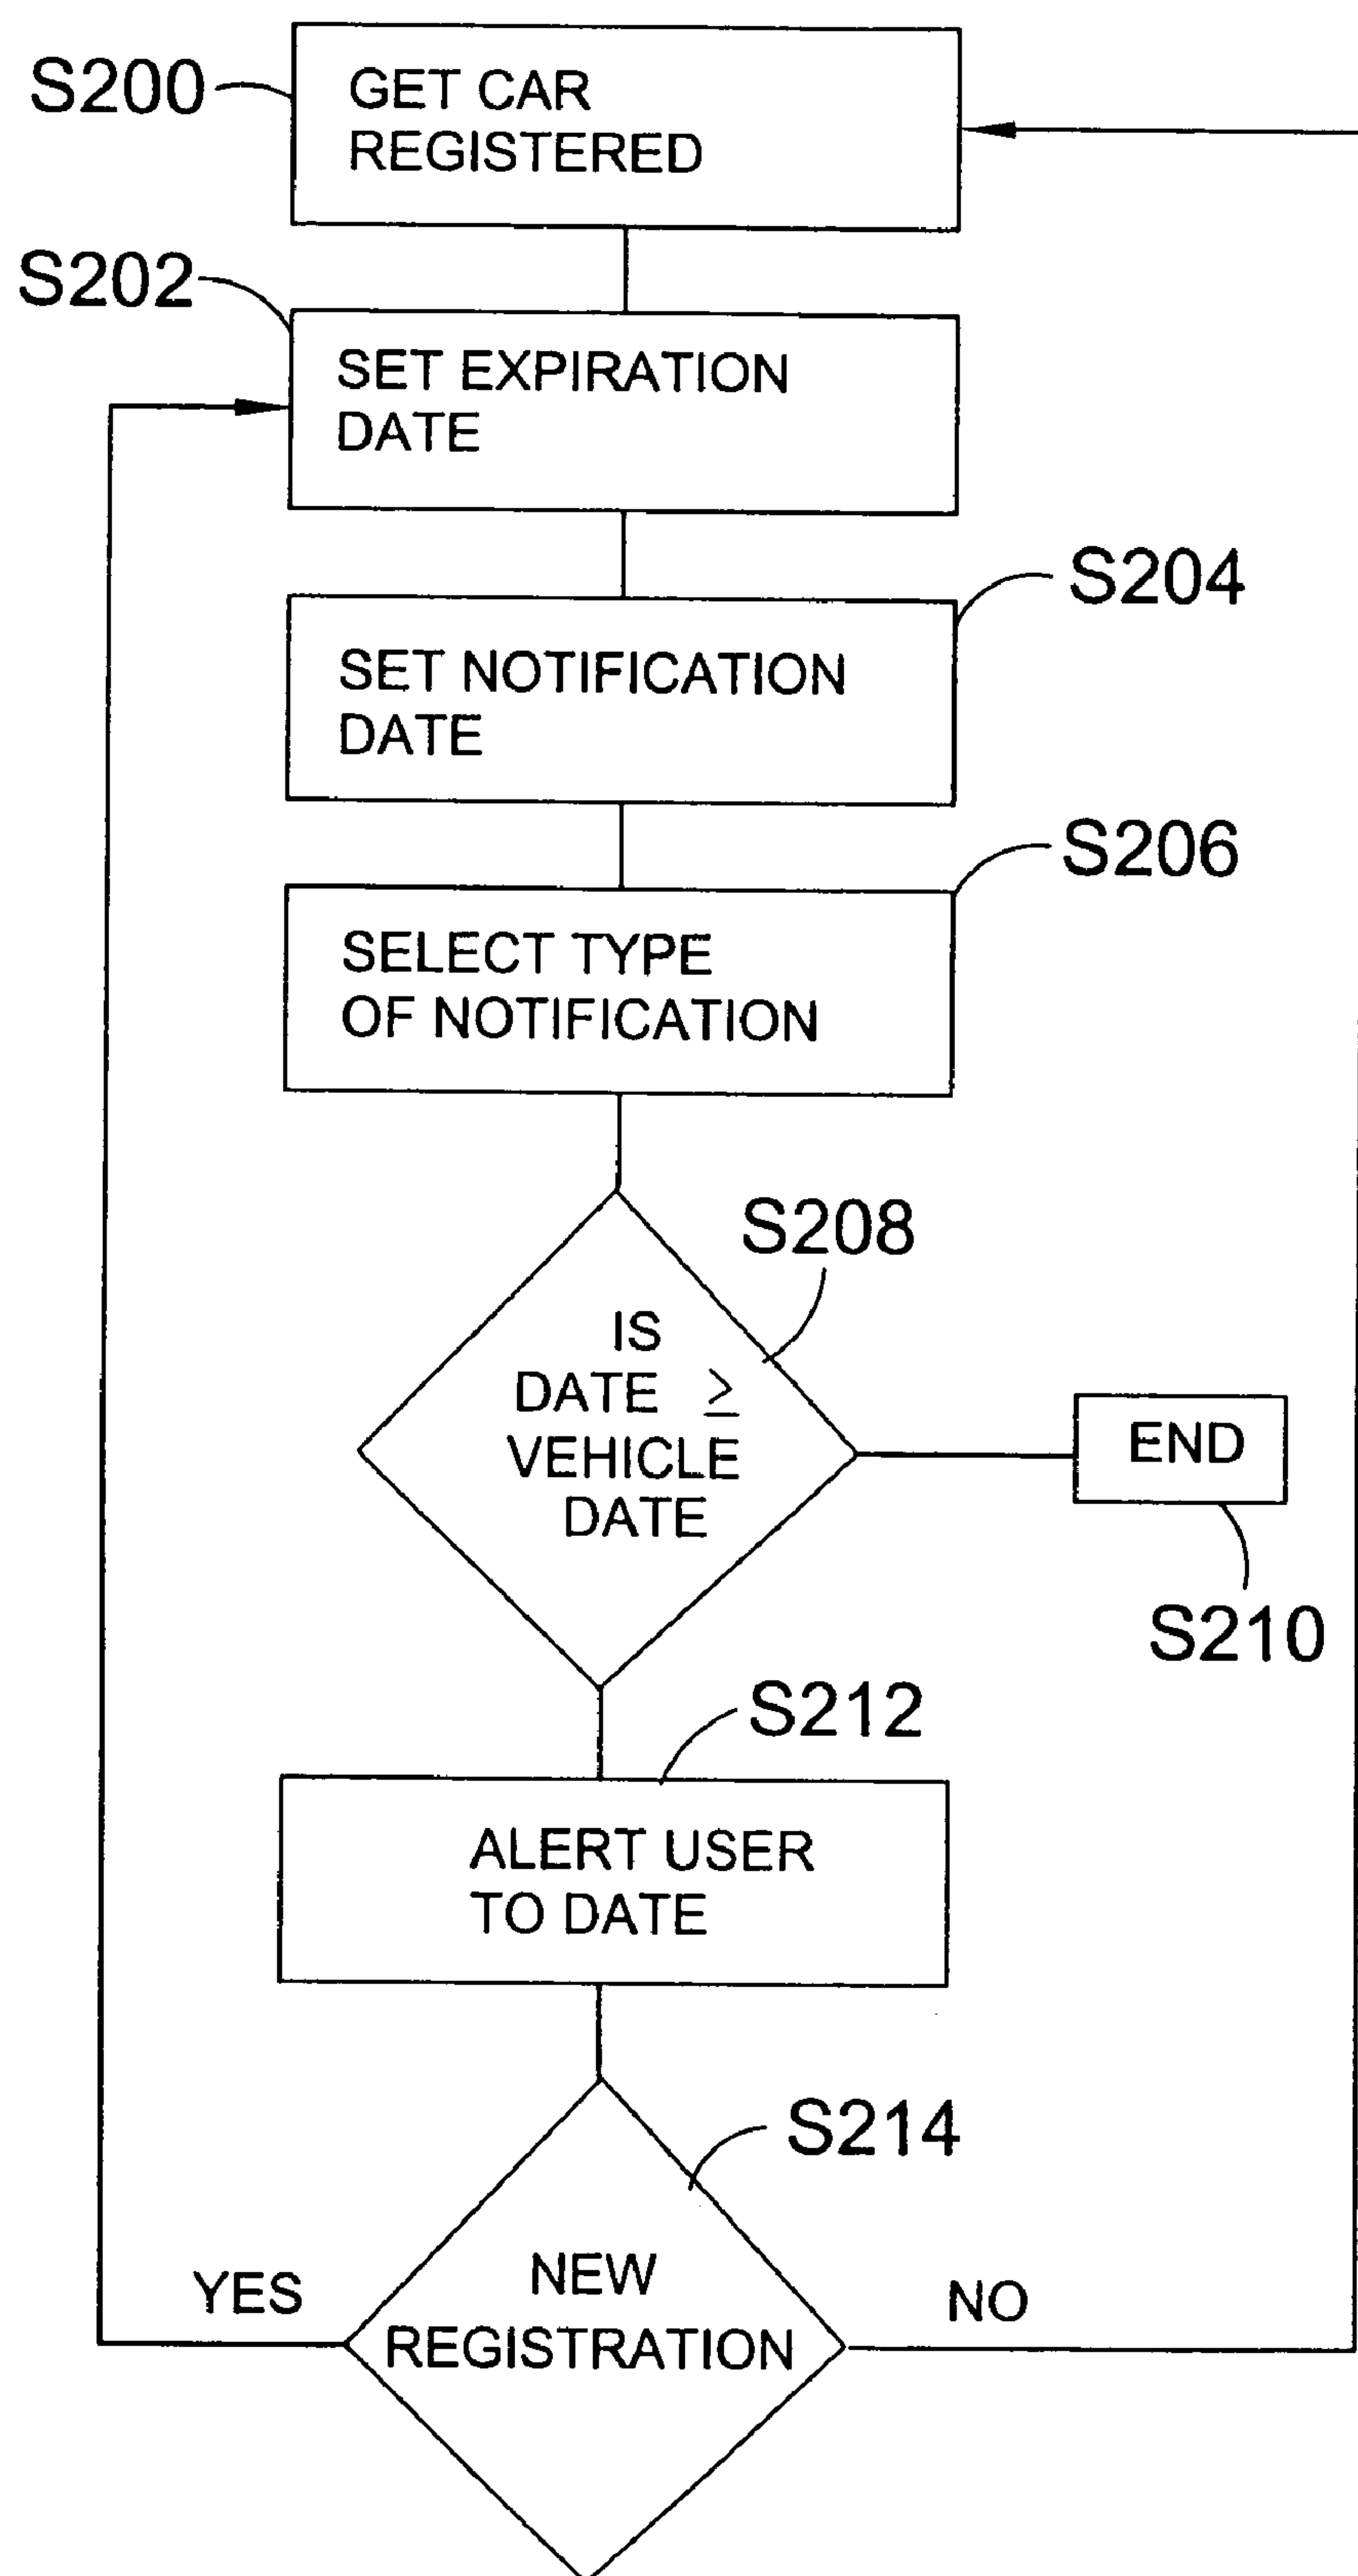 S200
GET CAR
REGISTERED
S202
SET EXPIRATION
DATE
S204
SET NOTIFICATION
DATE
S206
SELECT TYPE
OF NOTIFICATION
S208
IS
DATE ≥
VEHICLE
DATE
END
S210
S212
ALERT USER
TO DATE
S214
YES
NEW
REGISTRATION
NO